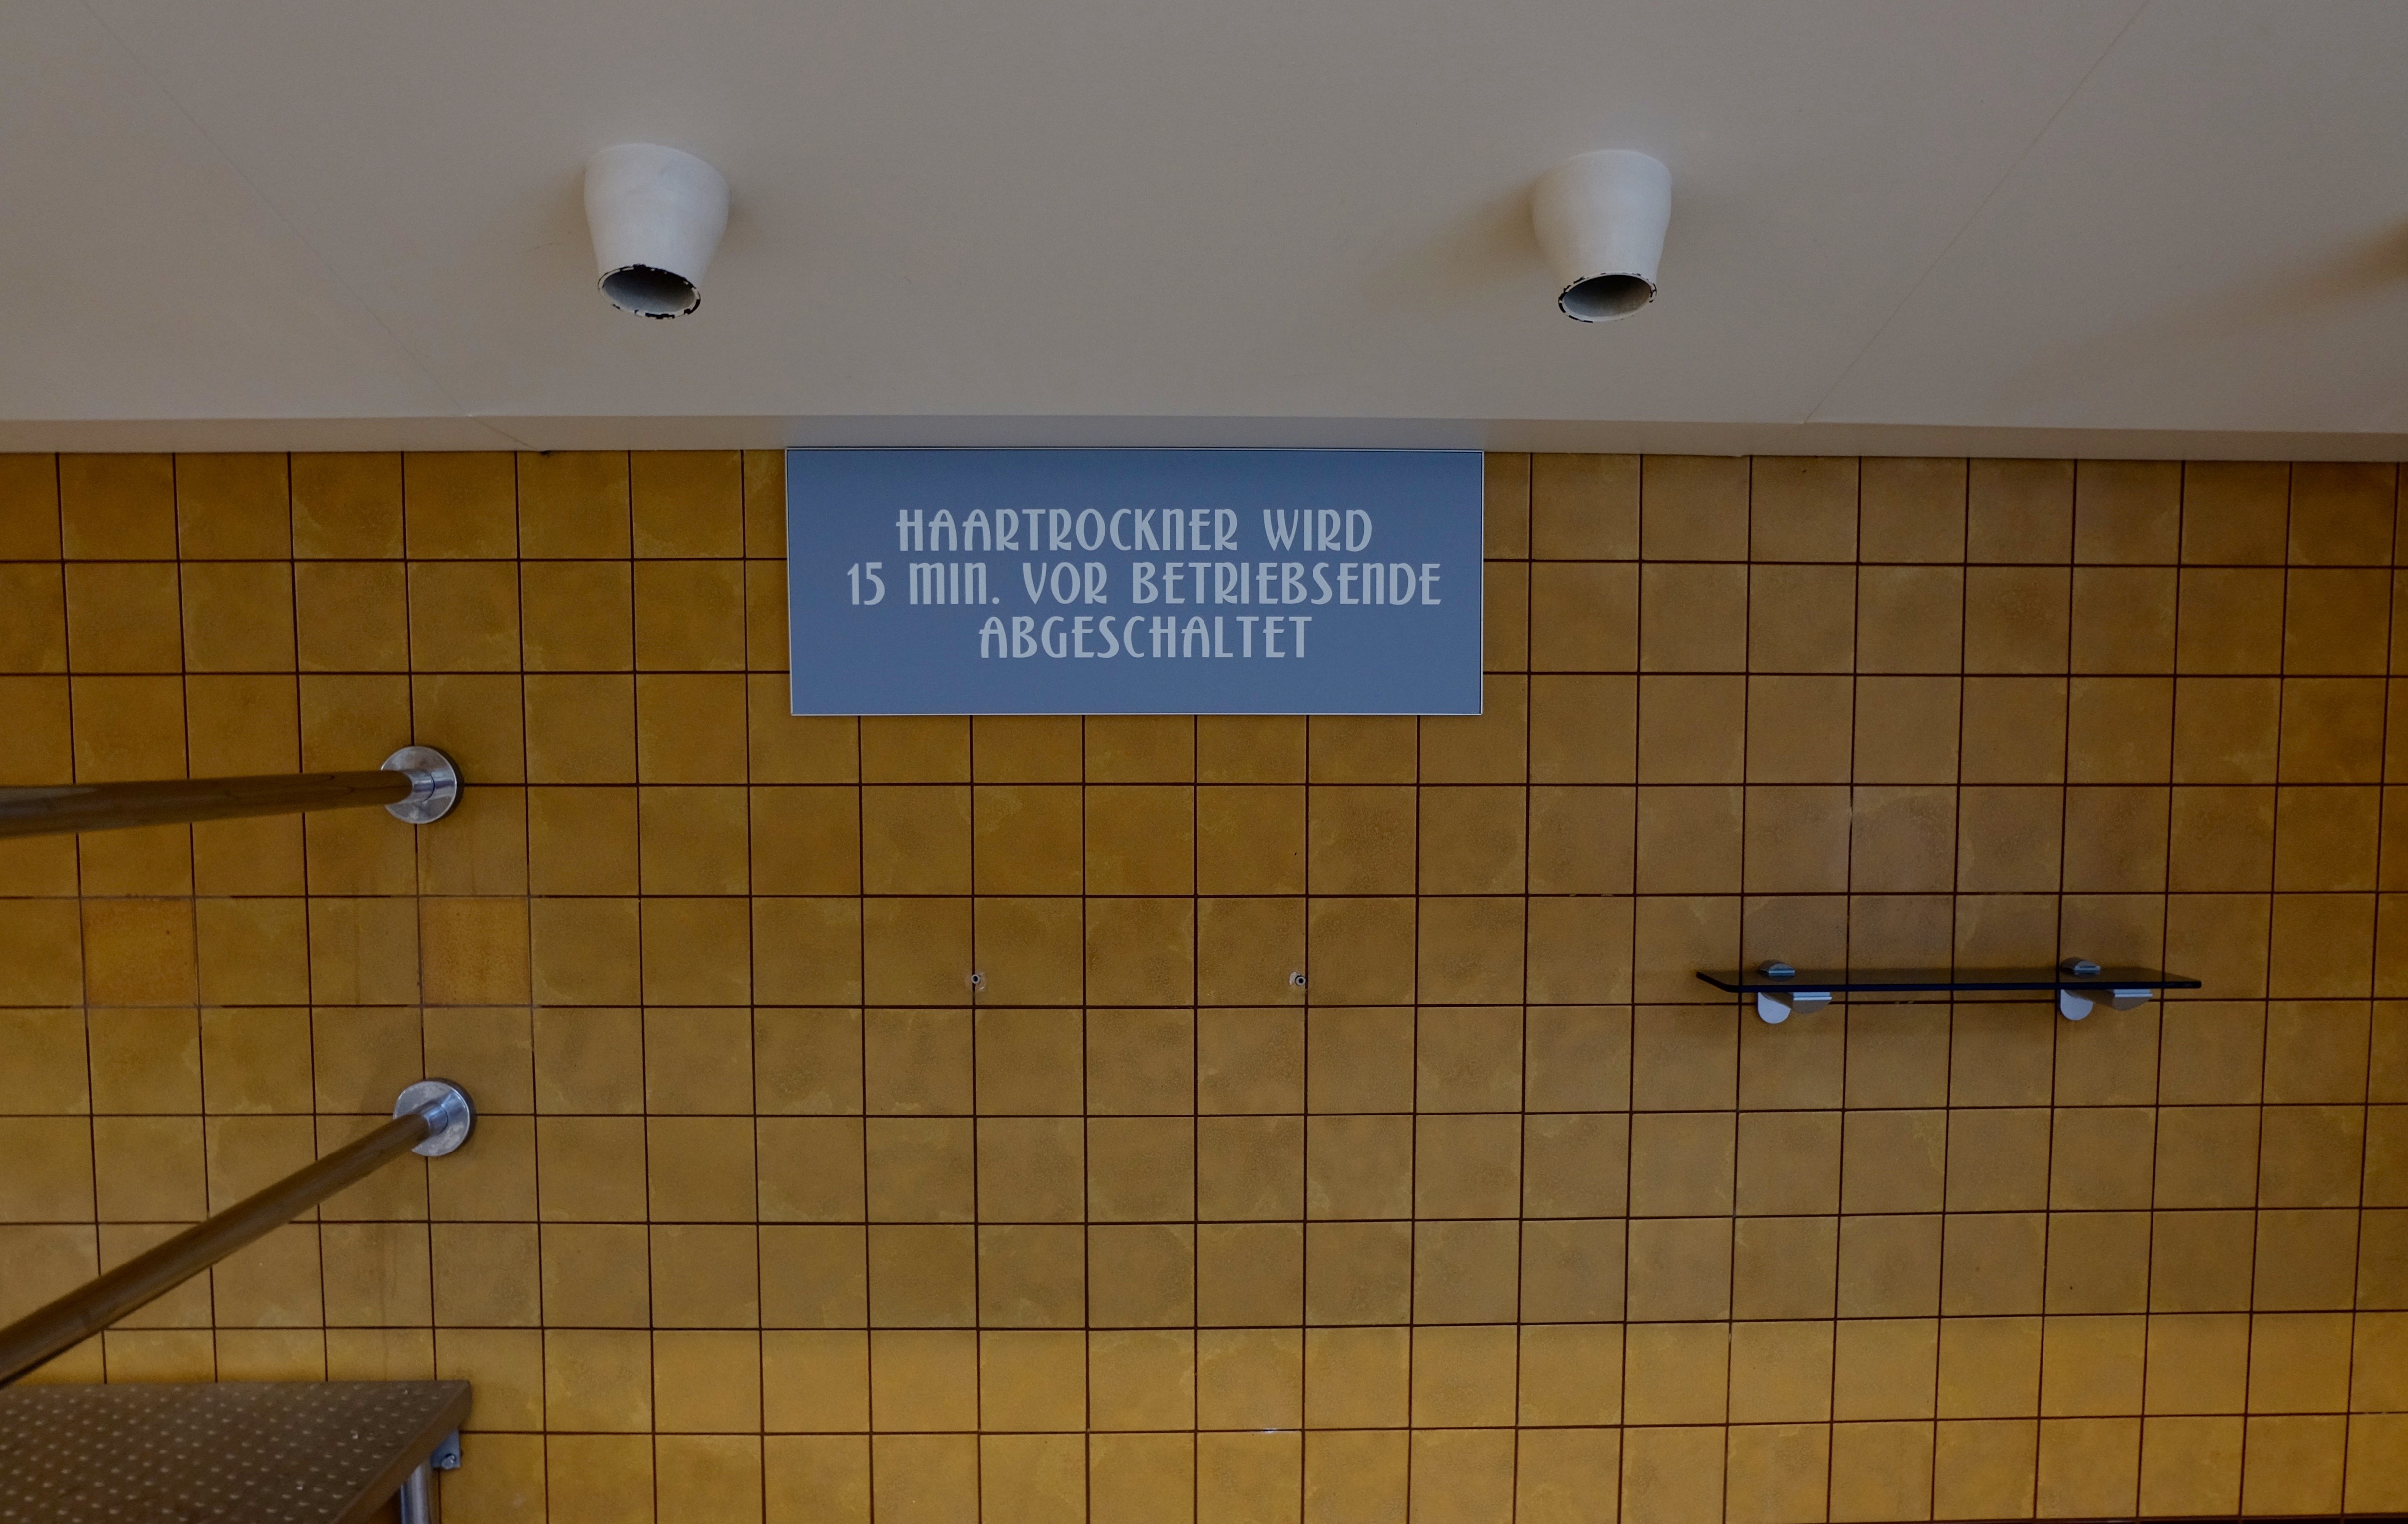 HAARTROCKNER WIRD
15 MIN. VOR BETRIEBSENDE
ABGESCHALTET